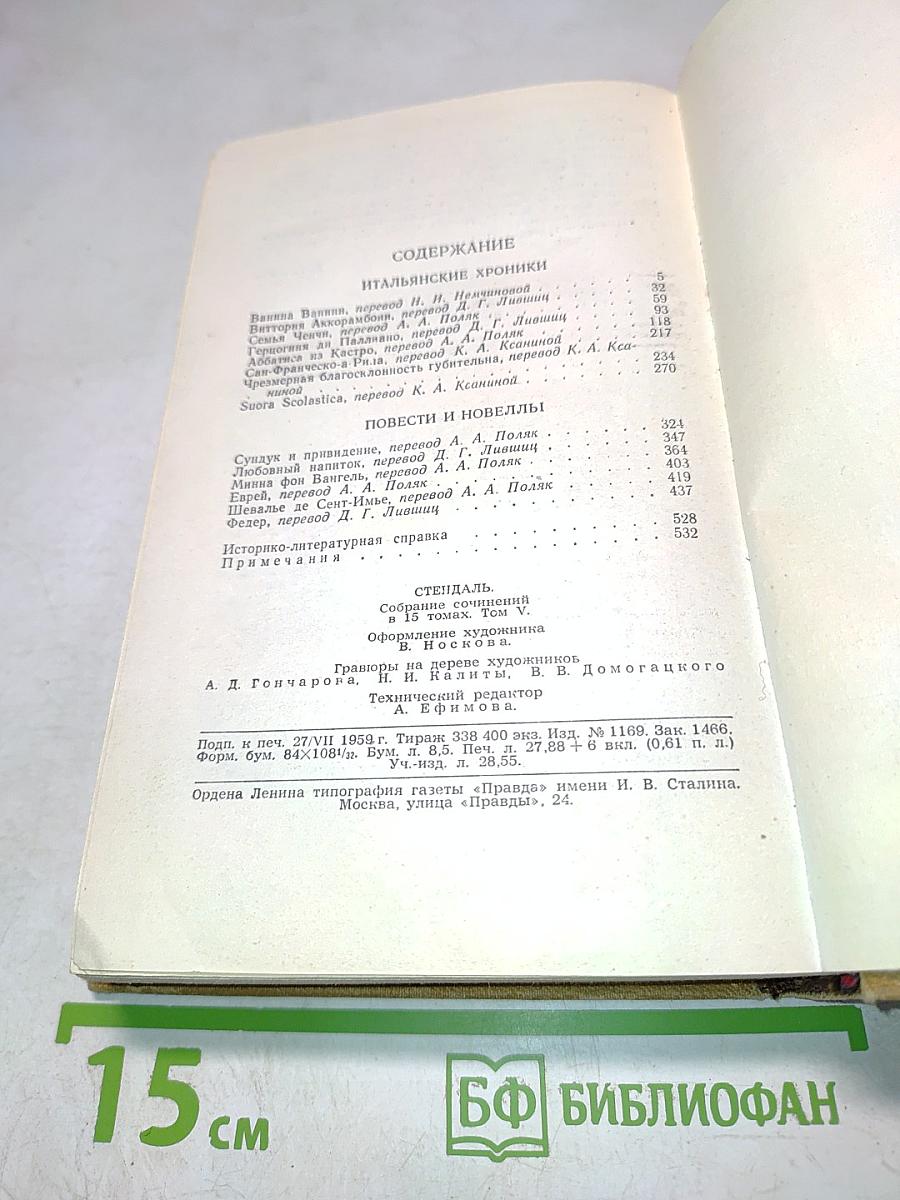 СОДЕРЖАНИЕ
ИТАЛЬЯНСКИЕ ХРОНИКИ
Ванина Ванини, перевод Н. И. Немчиновой . . . . . . 5
Виттория Аккорамбони, перевод Д. Г. Лившиц . . . . . 32
Семья Ченчи, перевод А. А. Поляк . . . . . . . 59
Герцогиня ди Паллиано, перевод Д. Г. Лившиц . . . . . 93
Аббатиса из Кастро, перевод А. А. Поляк . . . . . . 118
Сан-Франческо-а-Рипа, перевод К. А. Ксаниной . . . . . 217
Чрезмерная благосклонность губительна, перевод К. А. Кса-
ниной . . . . . . . . . . . . 234
Suora Scolastica, перевод К. А. Ксаниной . . . . . . 270
ПОВЕСТИ И НОВЕЛЛЫ
Сундук и привидение, перевод А. А. Поляк . . . . . . 324
Любовный напиток, перевод Д. Г. Лившиц . . . . . . 347
Минна фон Вангель, перевод А. А. Поляк . . . . . . 364
Еврей, перевод А. А. Поляк . . . . . . . . 403
Шевалье де Сент-Имье, перевод А. А. Поляк . . . . . 419
Федер, перевод Д. Г. Лившиц . . . . . . . . 437
Историко-литературная справка . . . . . . . . 528
Примечания . . . . . . . . . . . . 532
СТЕНДАЛЬ.
Собрание сочинений
в 15 томах. Том V.
Оформление художника
В. Носкова.
Гравюры на дереве художников
А. Д. Гончарова, Н. И. Калиты, В. В. Домогацкого
Технический редактор
А. Ефимова.
Подп. к печ. 27/VII 1959 г. Тираж 338 400 экз. Изд. № 1169. Зак. 1466.
Форм. бум. 84×108¹/₃₂. Бум. л. 8,5. Печ. л. 27,88 + 6 вкл. (0,61 п. л.)
Уч.-изд. л. 28,55.
Ордена Ленина типография газеты «Правда» имени И. В. Сталина.
Москва, улица «Правды», 24.
15 см
БФ БИБЛИОФАН